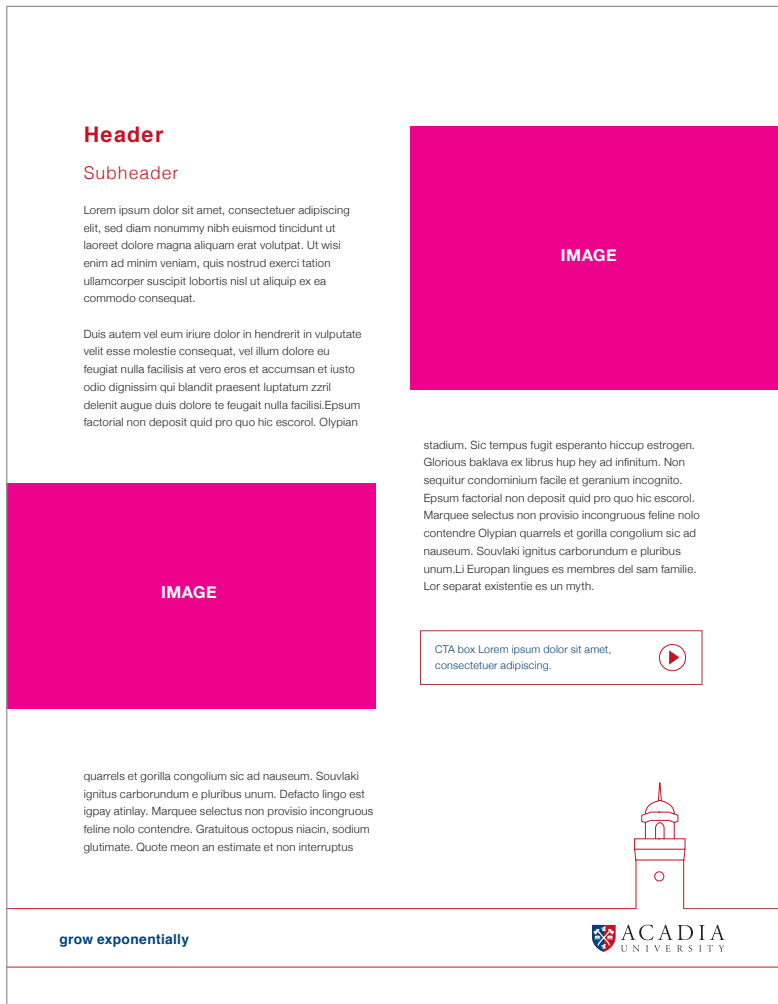 Header
Subheader
Lorem ipsum dolor sit amet, consectetuer adipiscing
elit, sed diam nonummy nibh euismod tincidunt ut
laoreet dolore magna aliquam erat volutpat. Ut wisi
enim ad minim veniam, quis nostrud exerci tation
ullamcorper suscipit lobortis nisl ut aliquip ex ea
commodo consequat.
Duis autem vel eum iriure dolor in hendrerit in vulputate
velit esse molestie consequat, vel illum dolore eu
feugiat nulla facilisis at vero eros et accumsan et iusto
odio dignissim qui blandit praesent luptatum zzril
delenit augue duis dolore te feugait nulla facilisi.Epsum
factorial non deposit quid pro quo hic escorol. Olypian
IMAGE
quarrels et gorilla congolium sic ad nauseum. Souvlaki
ignitus carborundum e pluribus unum. Defacto lingo est
igpay atinlay. Marquee selectus non provisio incongruous
feline nolo contendre. Gratuitous octopus niacin, sodium
glutimate. Quote meon an estimate et non interruptus
IMAGE
stadium. Sic tempus fugit esperanto hiccup estrogen.
Glorious baklava ex librus hup hey ad infinitum. Non
sequitur condominium facile et geranium incognito.
Epsum factorial non deposit quid pro quo hic escorol.
Marquee selectus non provisio incongruous feline nolo
contendre Olypian quarrels et gorilla congolium sic ad
nauseum. Souvlaki ignitus carborundum e pluribus
unum.Li Europan lingues es membres del sam familie.
Lor separat existentie es un myth.
CTA box Lorem ipsum dolor sit amet,
consectetuer adipiscing.
grow exponentially
ACADIA
UNIVERSITY